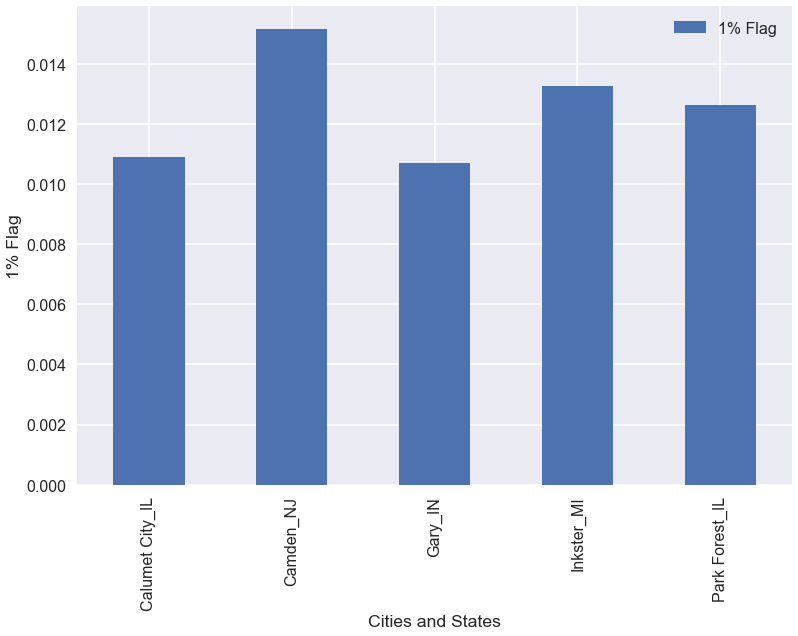 1% Flag
0.014
0.012
0.010
0.008
0.006
0.004
0.002
0.000
1% Flag
Calumet City_IL
Camden_NJ
Gary_IN
Inkster_MI
Park Forest_IL
Cities and States